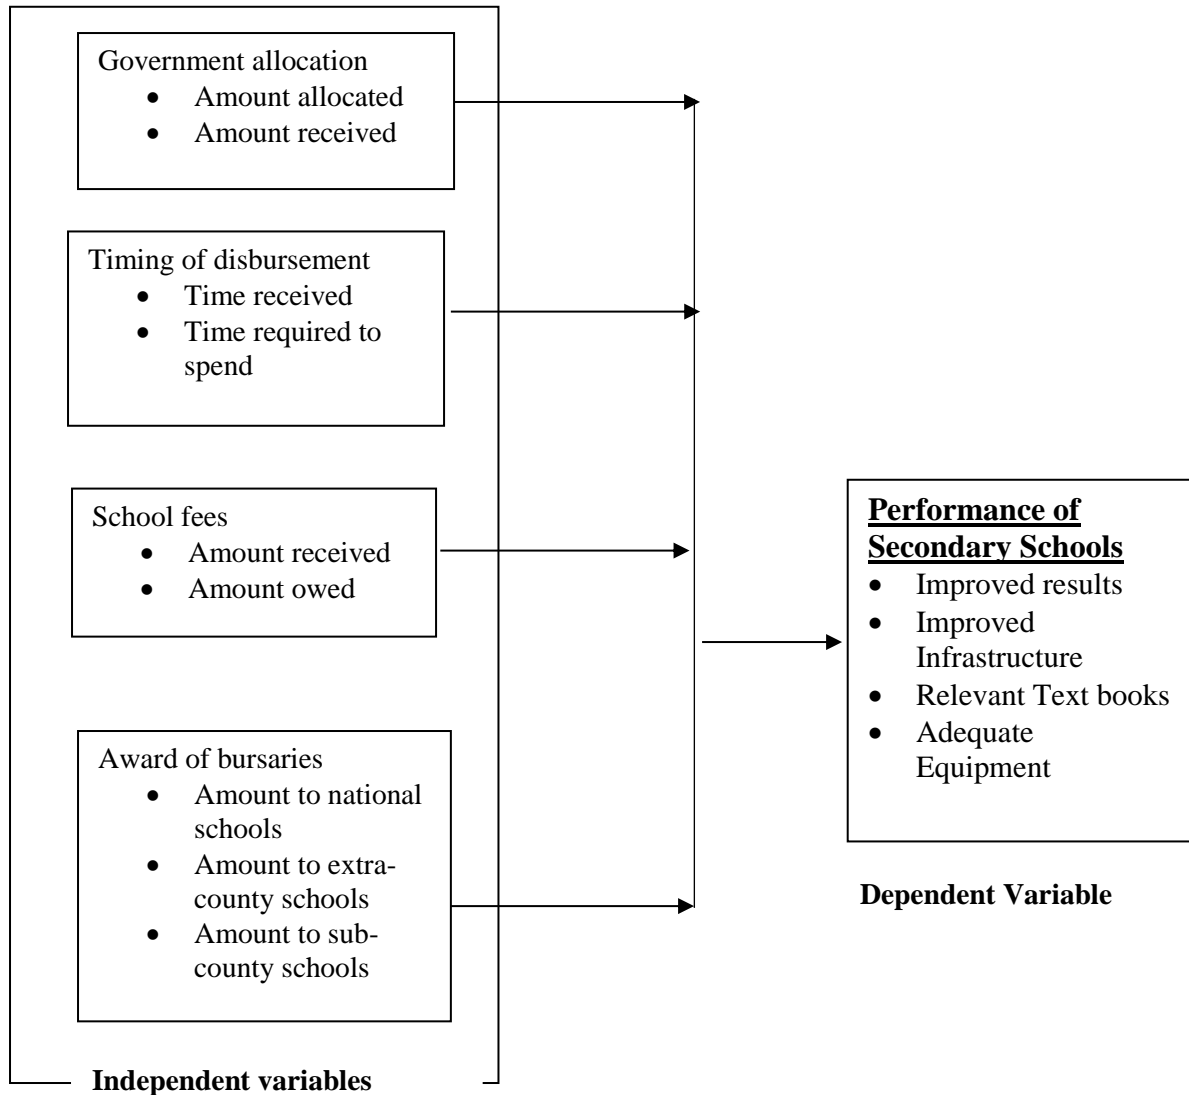 Government allocation
• Amount allocated
• Amount received
Timing of disbursement
• Time received
• Time required to
spend
School fees
• Amount received
• Amount owed
Award of bursaries
• Amount to national
schools
• Amount to extra-
county schools
• Amount to sub-
county schools
Independent variables
Performance of
Secondary Schools
• Improved results
• Improved
Infrastructure
• Relevant Text books
• Adequate
Equipment
Dependent Variable